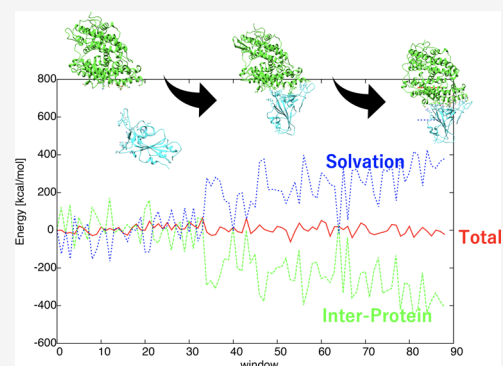 800
600
400
200
0
-200
-400
-600
Energy [kcal/mol]
Solvation
Total
Inter-Protein
0 10 20 30 40 50 60 70 80 90
window